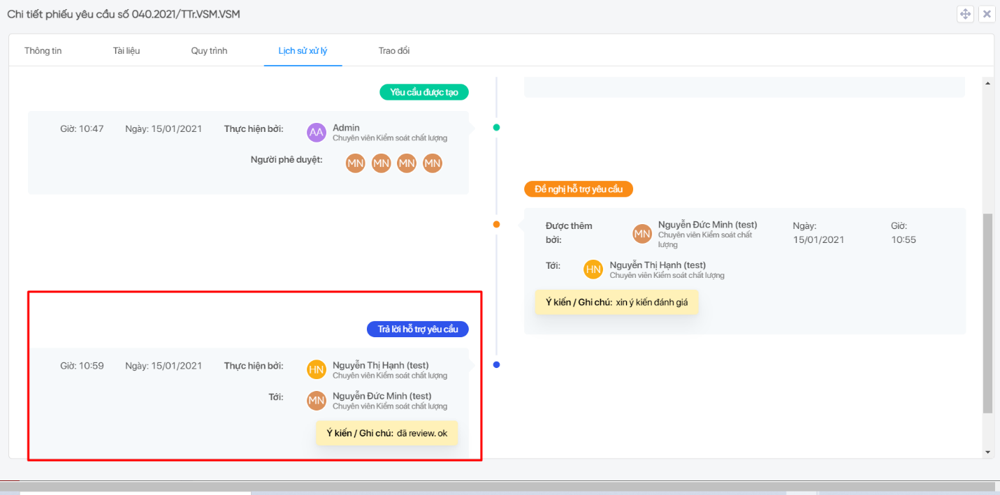 Chi tiết phiếu yêu cầu số 040.2021/TTr.VSM.VSM
Thông tin
Tài liệu
Quy trình
Lịch sử xử lý
Trao đổi
Yêu cầu được tạo
Giờ: 10:47
Ngày: 15/01/2021
Thực hiện bởi:
AA
Admin
Chuyên viên Kiểm soát chất lượng
Người phê duyệt:
MN
MN
MN
MN
Đề nghị hỗ trợ yêu cầu
Được thêm
bởi:
MN
Nguyễn Đức Minh (test)
Chuyên viên Kiểm soát chất
lượng
Ngày:
15/01/2021
Giờ:
10:55
Tới:
HN
Nguyễn Thị Hạnh (test)
Chuyên viên Kiểm soát chất lượng
Ý kiến / Ghi chú: xin ý kiến đánh giá
Trả lời hỗ trợ yêu cầu
Giờ: 10:59
Ngày: 15/01/2021
Thực hiện bởi:
HN
Nguyễn Thị Hạnh (test)
Chuyên viên Kiểm soát chất lượng
Tới:
MN
Nguyễn Đức Minh (test)
Chuyên viên Kiểm soát chất lượng
Ý kiến / Ghi chú: đã review. ok